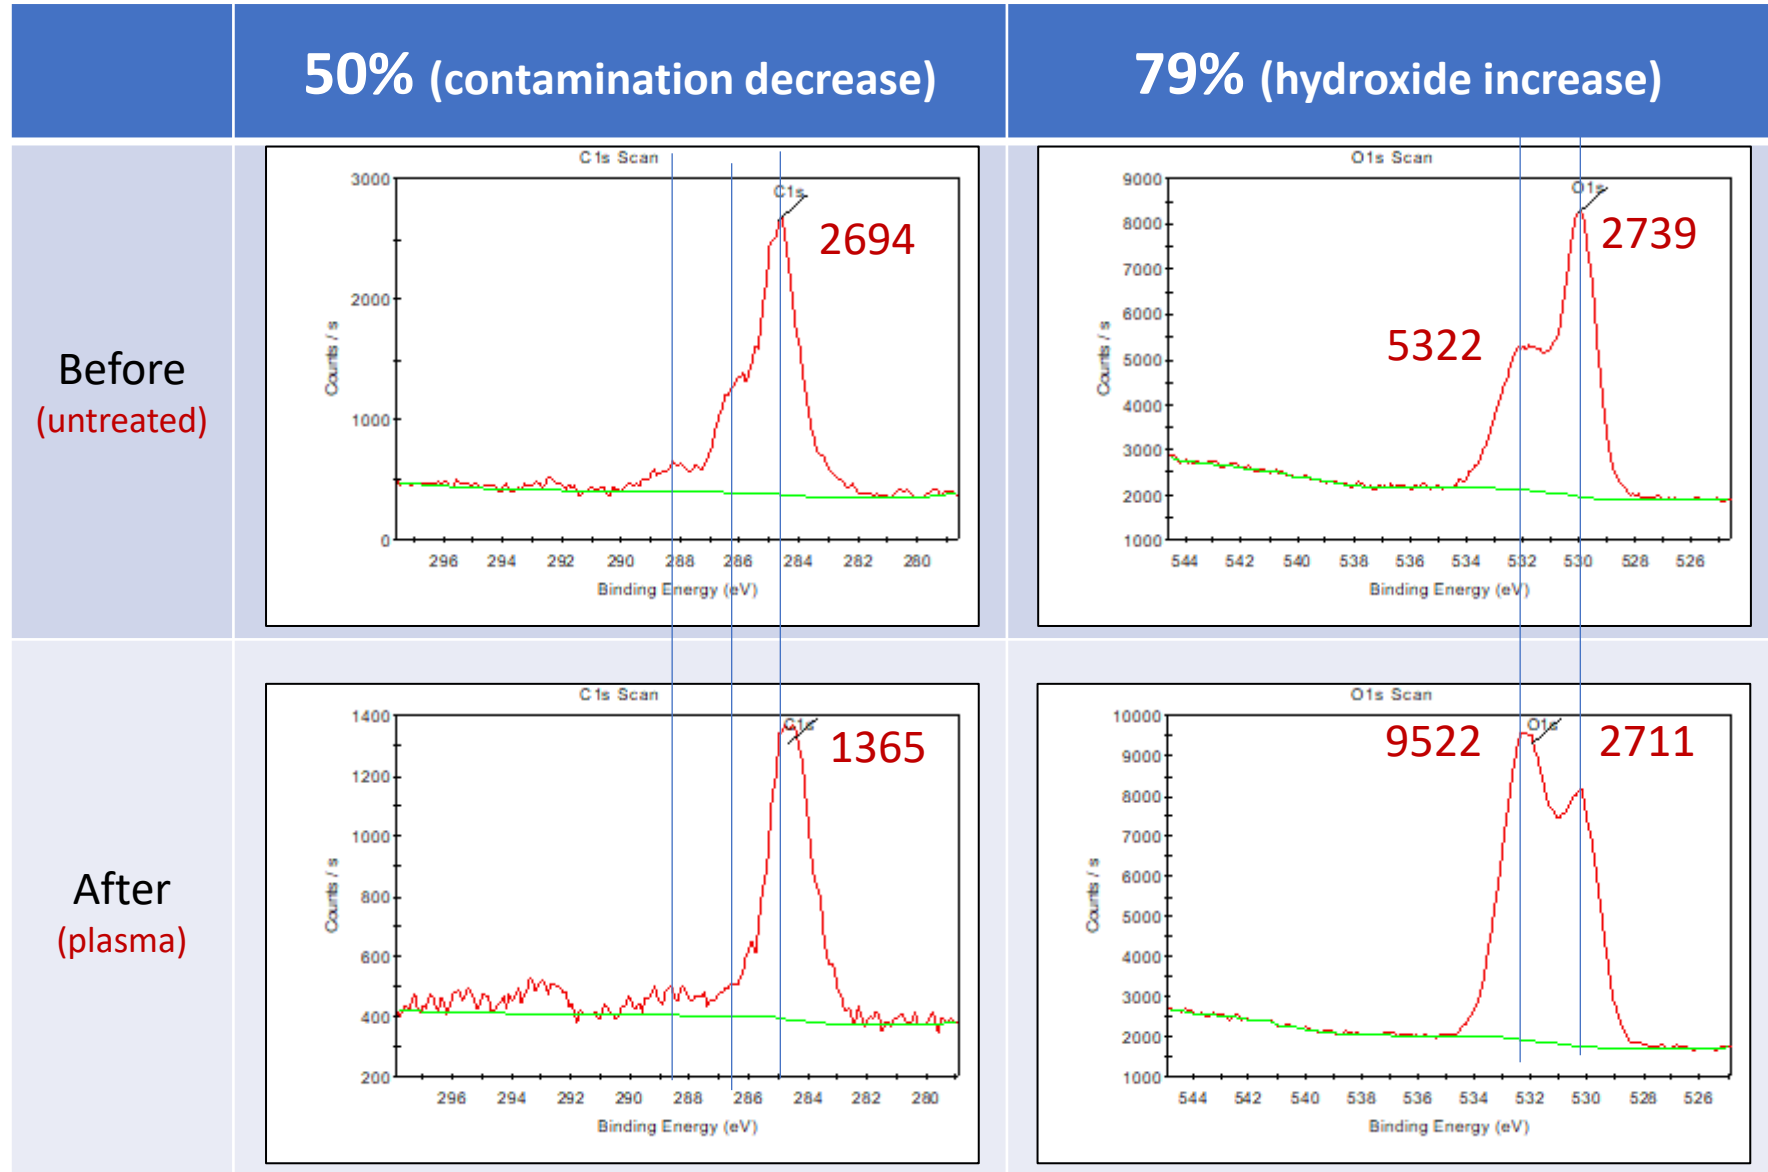 50% (contamination decrease)
79% (hydroxide increase)
Before
(untreated)
C1s Scan
3000
2000
1000
0
Counts / s
C1s
2694
296 294 292 290 288 286 284 282 280
Binding Energy (eV)
O1s Scan
9000
8000
7000
6000
5000
4000
3000
2000
1000
Counts / s
O1s
2739
5322
544 542 540 538 536 534 532 530 528 526
Binding Energy (eV)
After
(plasma)
C1s Scan
1400
1200
1000
800
600
400
200
Counts / s
C1s
1365
296 294 292 290 288 286 284 282 280
Binding Energy (eV)
O1s Scan
10000
9000
8000
7000
6000
5000
4000
3000
2000
1000
Counts / s
9522
O1s
2711
544 542 540 538 536 534 532 530 528 526
Binding Energy (eV)